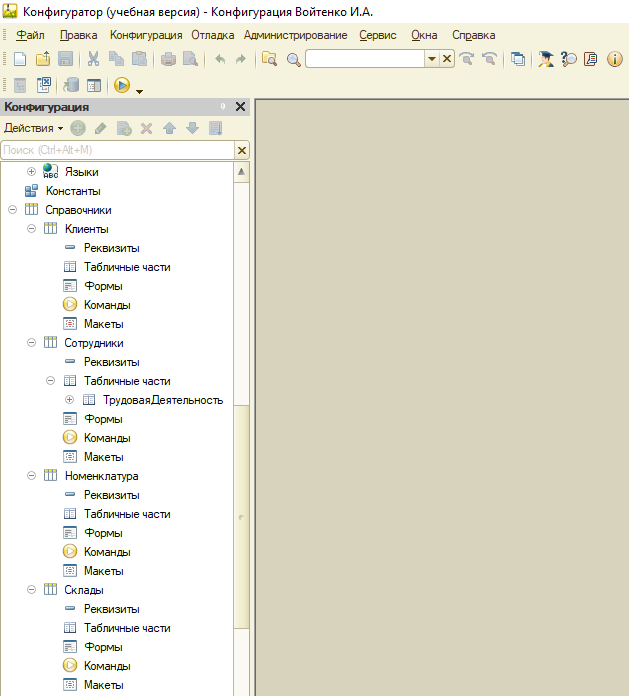 Конфигуратор (учебная версия) - Конфигурация Войтенко И.А.
Файл Правка Конфигурация Отладка Администрирование Сервис Окна Справка
Конфигурация
Действия
Поиск (Ctrl+Alt+M)
ABC Языки
Константы
Справочники
Клиенты
Реквизиты
Табличные части
Формы
Команды
Макеты
Сотрудники
Реквизиты
Табличные части
ТрудоваяДеятельность
Формы
Команды
Макеты
Номенклатура
Реквизиты
Табличные части
Формы
Команды
Макеты
Склады
Реквизиты
Табличные части
Формы
Команды
Макеты